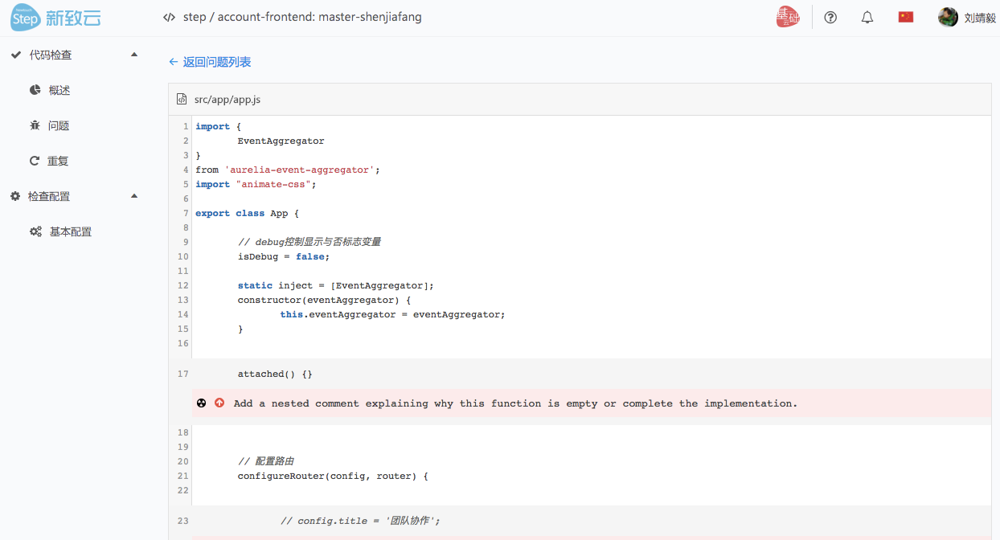 Step 新致云
step / account-frontend: master-shenjiafang
基础云
刘靖毅
代码检查
概述
问题
重复
检查配置
基本配置
← 返回问题列表
src/app/app.js
1 import {
2 EventAggregator
3 }
4 from 'aurelia-event-aggregator';
5 import "animate-css";
6
7 export class App {
8
9 // debug控制显示与否标志变量
10 isDebug = false;
11
12 static inject = [EventAggregator];
13 constructor(eventAggregator) {
14 this.eventAggregator = eventAggregator;
15 }
16
17 attached() {}
Add a nested comment explaining why this function is empty or complete the implementation.
18
19
20 // 配置路由
21 configureRouter(config, router) {
22
23 // config.title = '团队协作';